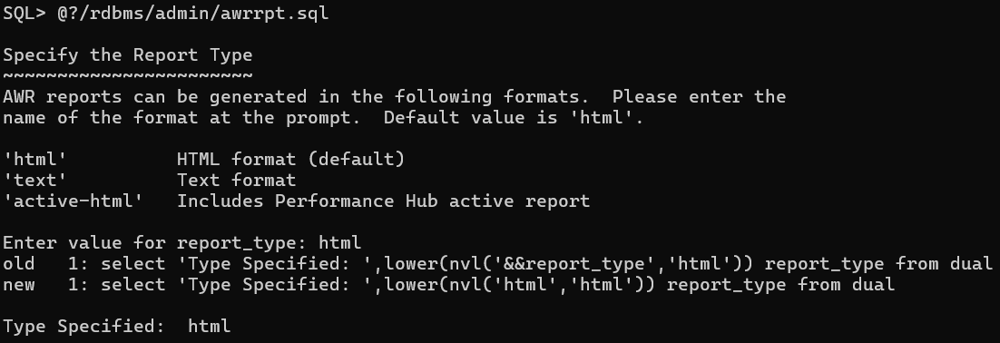 SQL> @?/rdbms/admin/awrrpt.sql
Specify the Report Type
~~~~~~~~~~~~~~~~~~~~~~~
AWR reports can be generated in the following formats.  Please enter the
name of the format at the prompt.  Default value is 'html'.
'html'          HTML format (default)
'text'          Text format
'active-html'   Includes Performance Hub active report
Enter value for report_type: html
old   1: select 'Type Specified: ',lower(nvl('&&report_type','html')) report_type from dual
new   1: select 'Type Specified: ',lower(nvl('html','html')) report_type from dual
Type Specified:  html